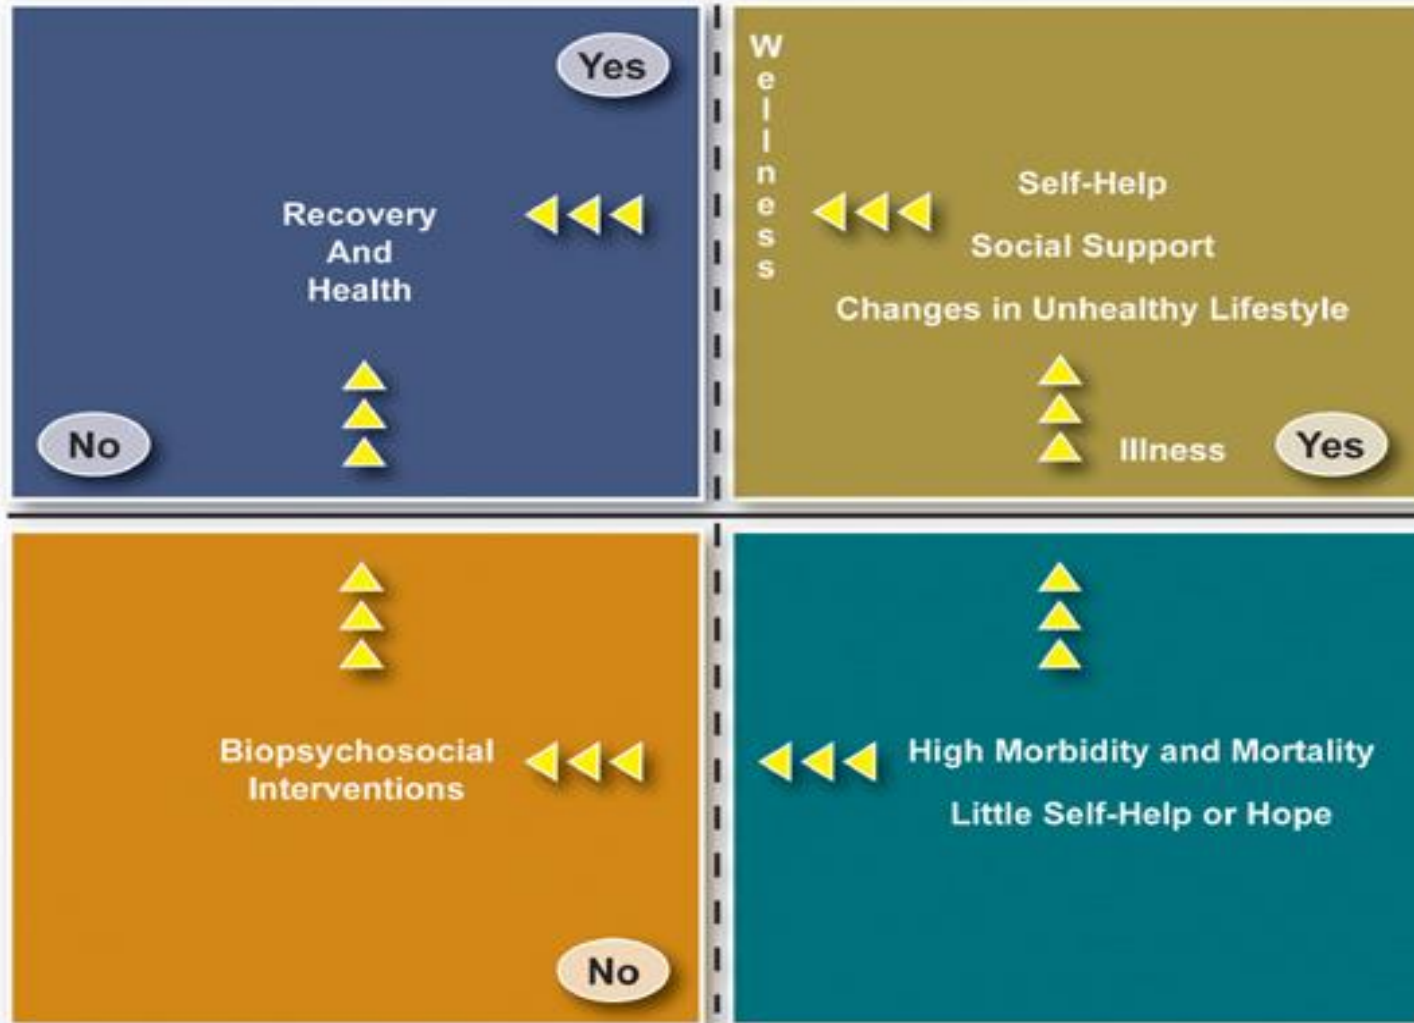 Yes
Recovery
And
Health
No
Wellness
Self-Help
Social Support
Changes in Unhealthy Lifestyle
Illness
Yes
Biopsychosocial
Interventions
No
High Morbidity and Mortality
Little Self-Help or Hope